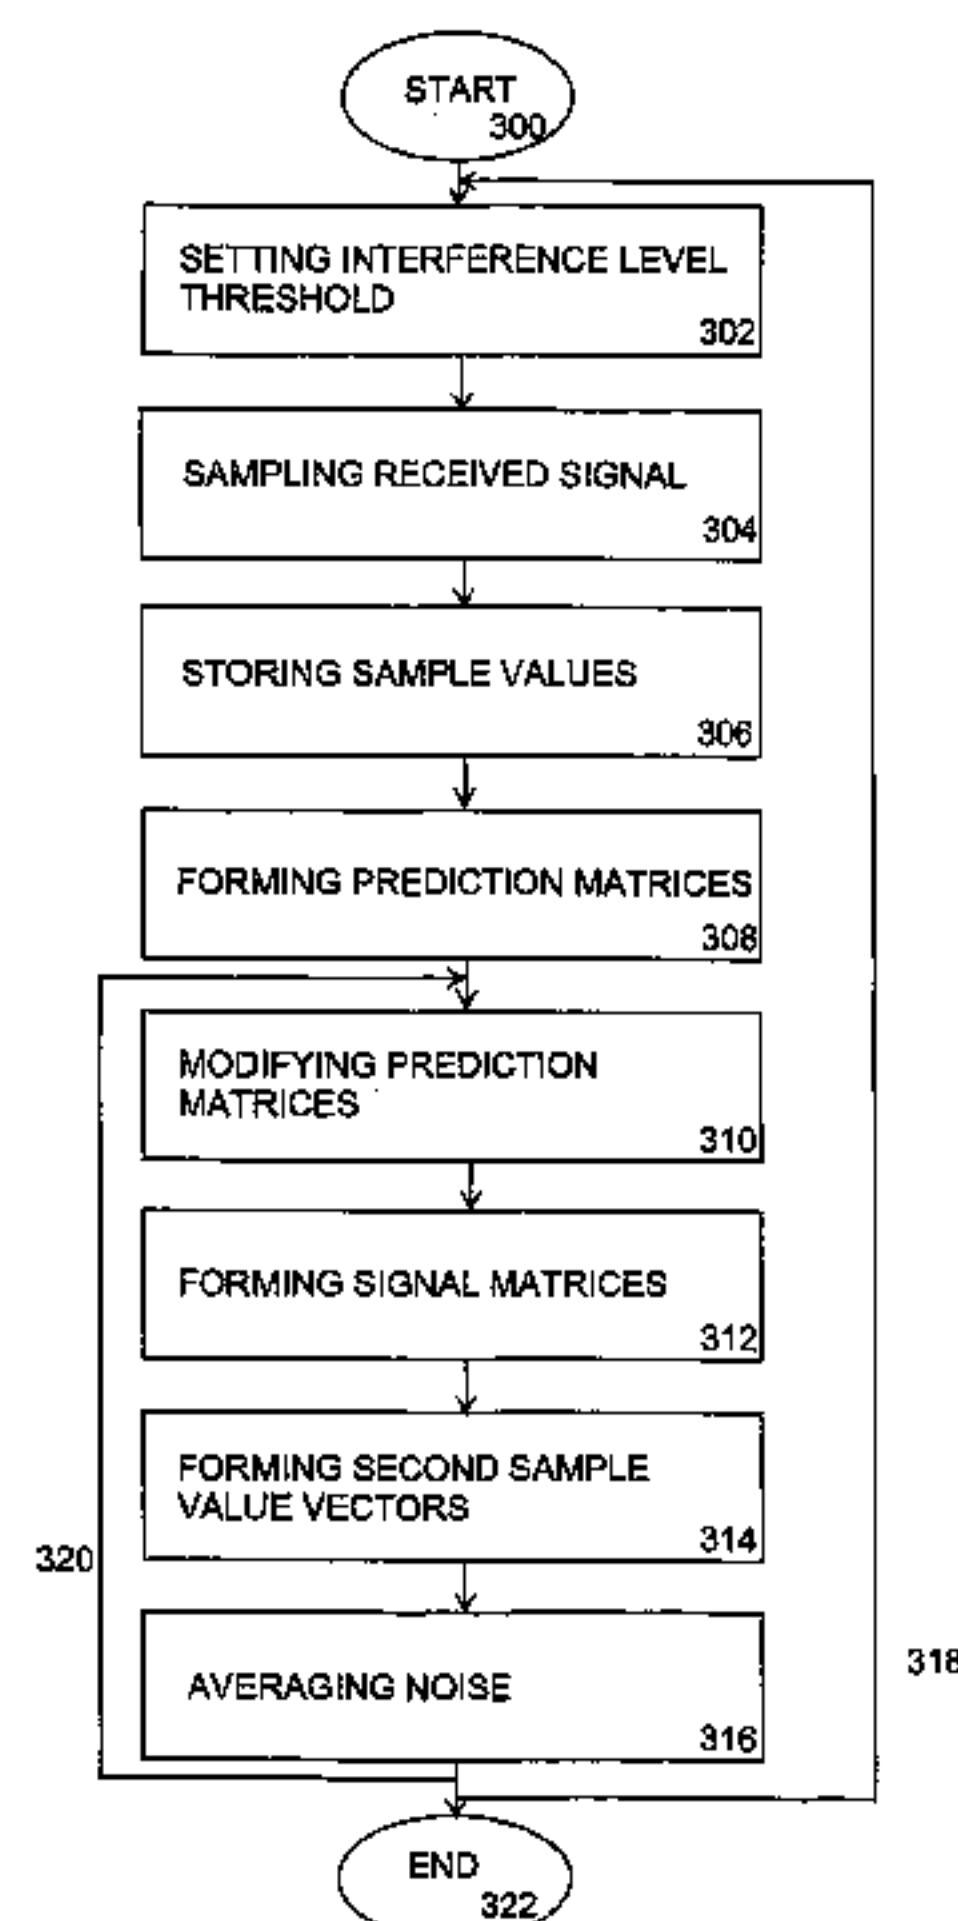 START
300
SETTING INTERFERENCE LEVEL
THRESHOLD
302
SAMPLING RECEIVED SIGNAL
304
STORING SAMPLE VALUES
306
FORMING PREDICTION MATRICES
308
MODIFYING PREDICTION
MATRICES
310
FORMING SIGNAL MATRICES
312
FORMING SECOND SAMPLE
VALUE VECTORS
314
320
AVERAGING NOISE
318
316
END
322